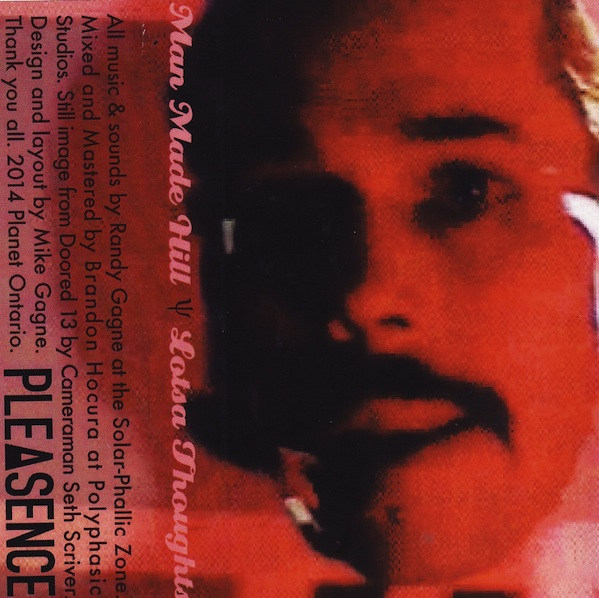 Man Made Hill Ψ Lotsa Thoughts
All music & sounds by Randy Gagne at the Solar-Phallic Zone.
Mixed and Mastered by Brandon Hocura at Polyphasic
Studios. Still image from Doored 13 by Cameraman Seth Scriver.
Design and layout by Mike Gagne.
Thank you all. 2014 Planet Ontario.
PLEASENCE